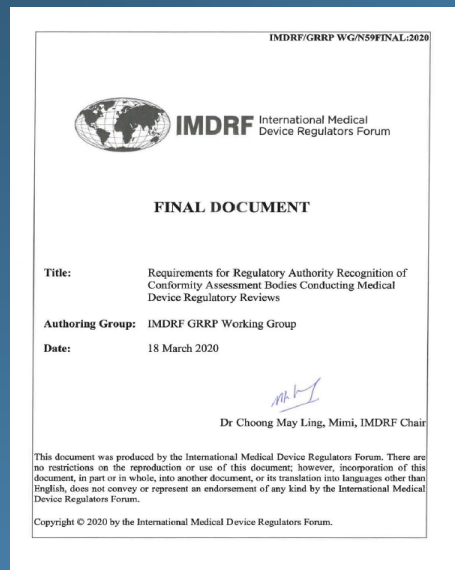 IMDRF/GRRP WG/N59FINAL:2020
IMDRF International Medical
Device Regulators Forum
FINAL DOCUMENT
Title: Requirements for Regulatory Authority Recognition of
Conformity Assessment Bodies Conducting Medical
Device Regulatory Reviews
Authoring Group: IMDRF GRRP Working Group
Date: 18 March 2020
Dr Choong May Ling, Mimi, IMDRF Chair
This document was produced by the International Medical Device Regulators Forum. There are
no restrictions on the reproduction or use of this document; however, incorporation of this
document, in part or in whole, into another document, or its translation into languages other than
English, does not convey or represent an endorsement of any kind by the International Medical
Device Regulators Forum.
Copyright © 2020 by the International Medical Device Regulators Forum.